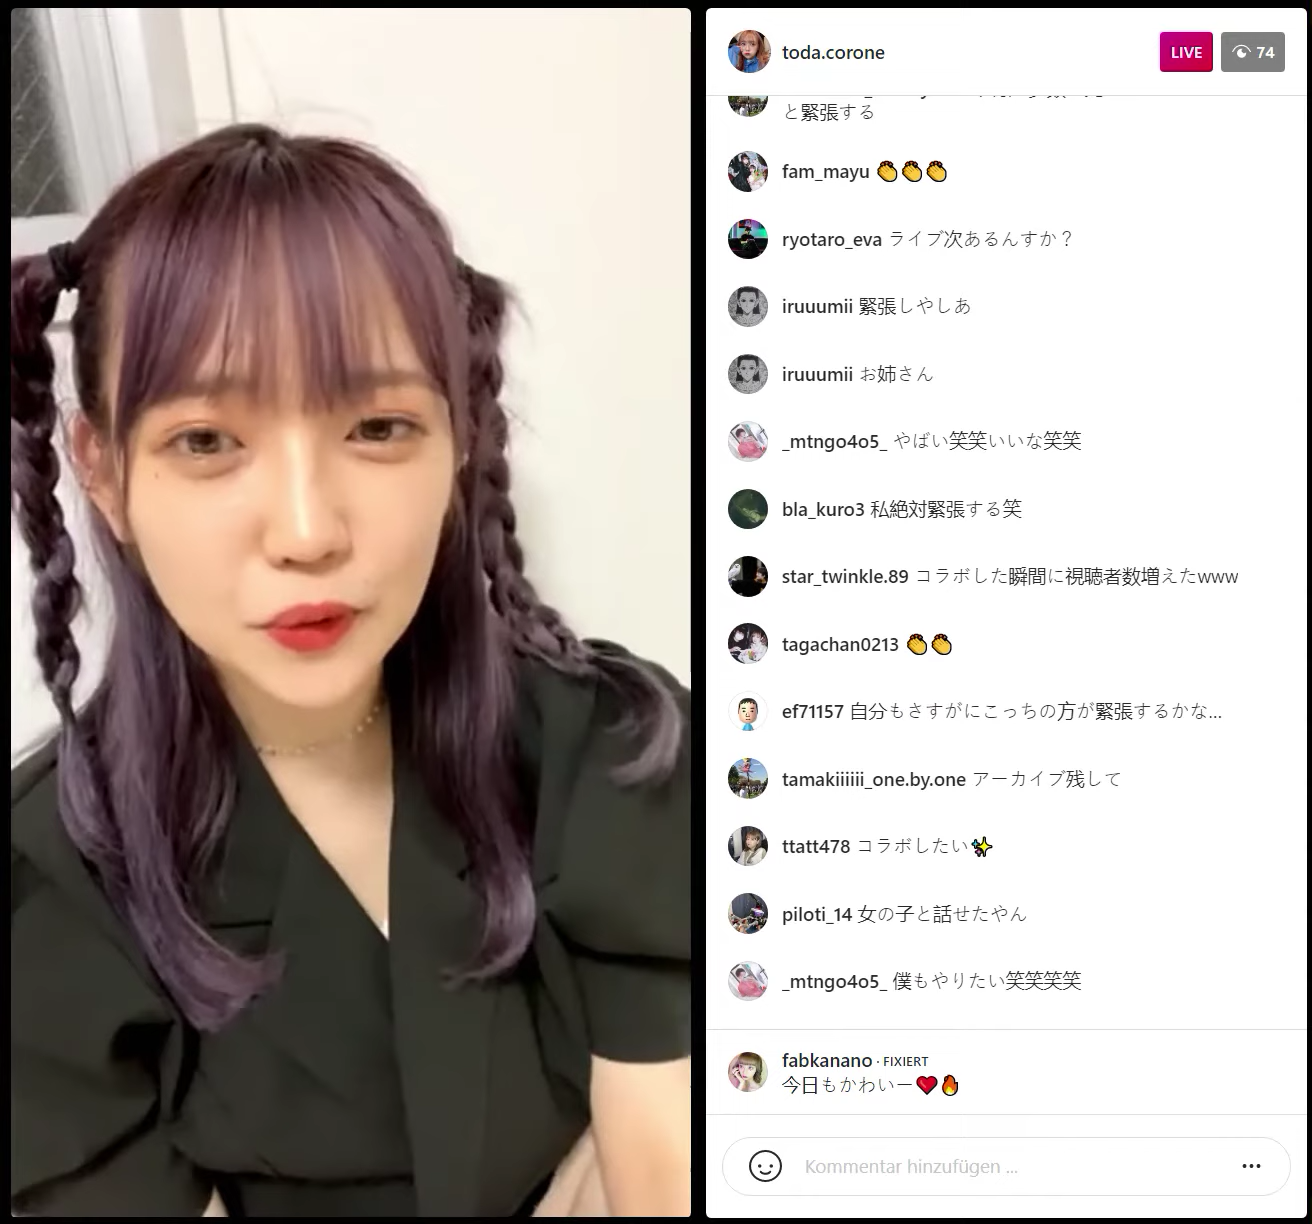 toda.corone
LIVE
74
と緊張する
fam_mayu 👏👏👏
ryotaro_eva ライブ次あるんすか？
iruuumii 緊張しやしあ
iruuumii お姉さん
_mtngo4o5_ やばい笑笑いいな笑笑
bla_kuro3 私絶対緊張する笑
star_twinkle.89 コラボした瞬間に視聴者数増えたwww
tagachan0213 👏👏
ef71157 自分もさすがにこっちの方が緊張するかな...
tamakiiiiii_one.by.one アーカイブ残して
ttatt478 コラボしたい✨
piloti_14 女の子と話せたやん
_mtngo4o5_ 僕もやりたい笑笑笑笑
fabkanano · FIXIERT
今日もかわいー❤️🔥
Kommentar hinzufügen ...